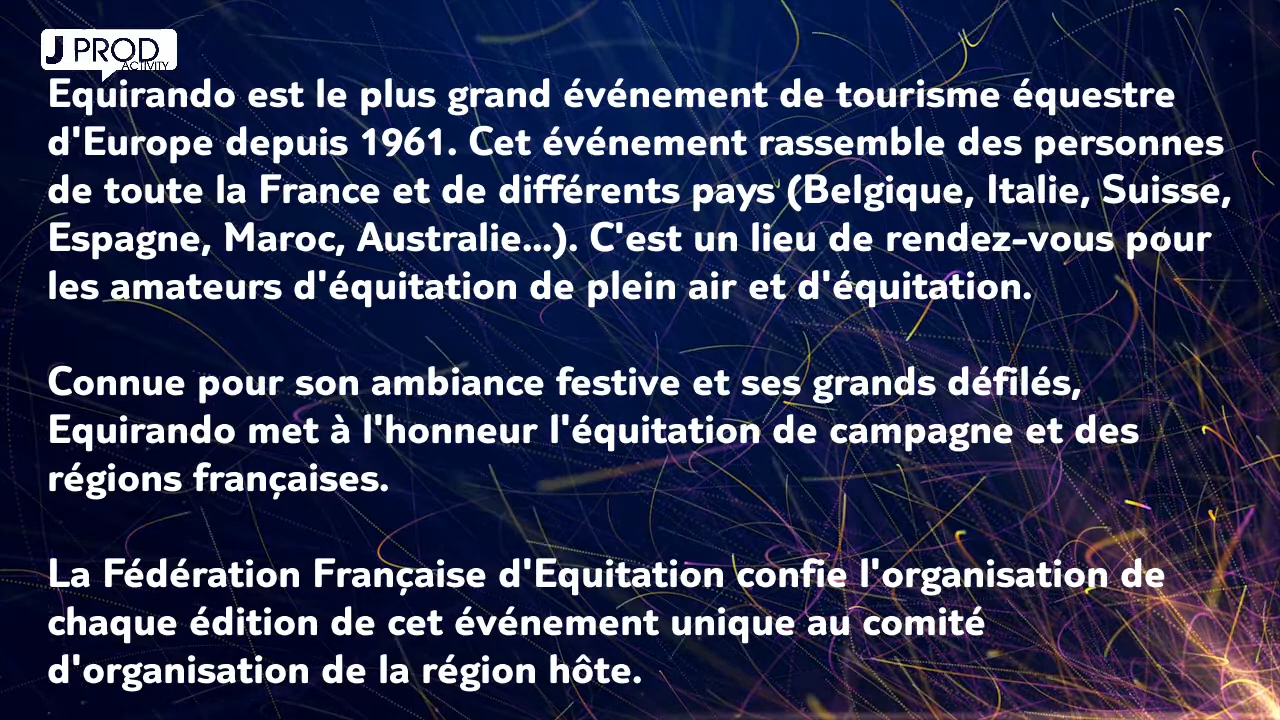 J PROD
ACTIVITY
Equirando est le plus grand événement de tourisme équestre
d'Europe depuis 1961. Cet événement rassemble des personnes
de toute la France et de différents pays (Belgique, Italie, Suisse,
Espagne, Maroc, Australie...). C'est un lieu de rendez-vous pour
les amateurs d'équitation de plein air et d'équitation.
Connue pour son ambiance festive et ses grands défilés,
Equirando met à l'honneur l'équitation de campagne et des
régions françaises.
La Fédération Française d'Equitation confie l'organisation de
chaque édition de cet événement unique au comité
d'organisation de la région hôte.